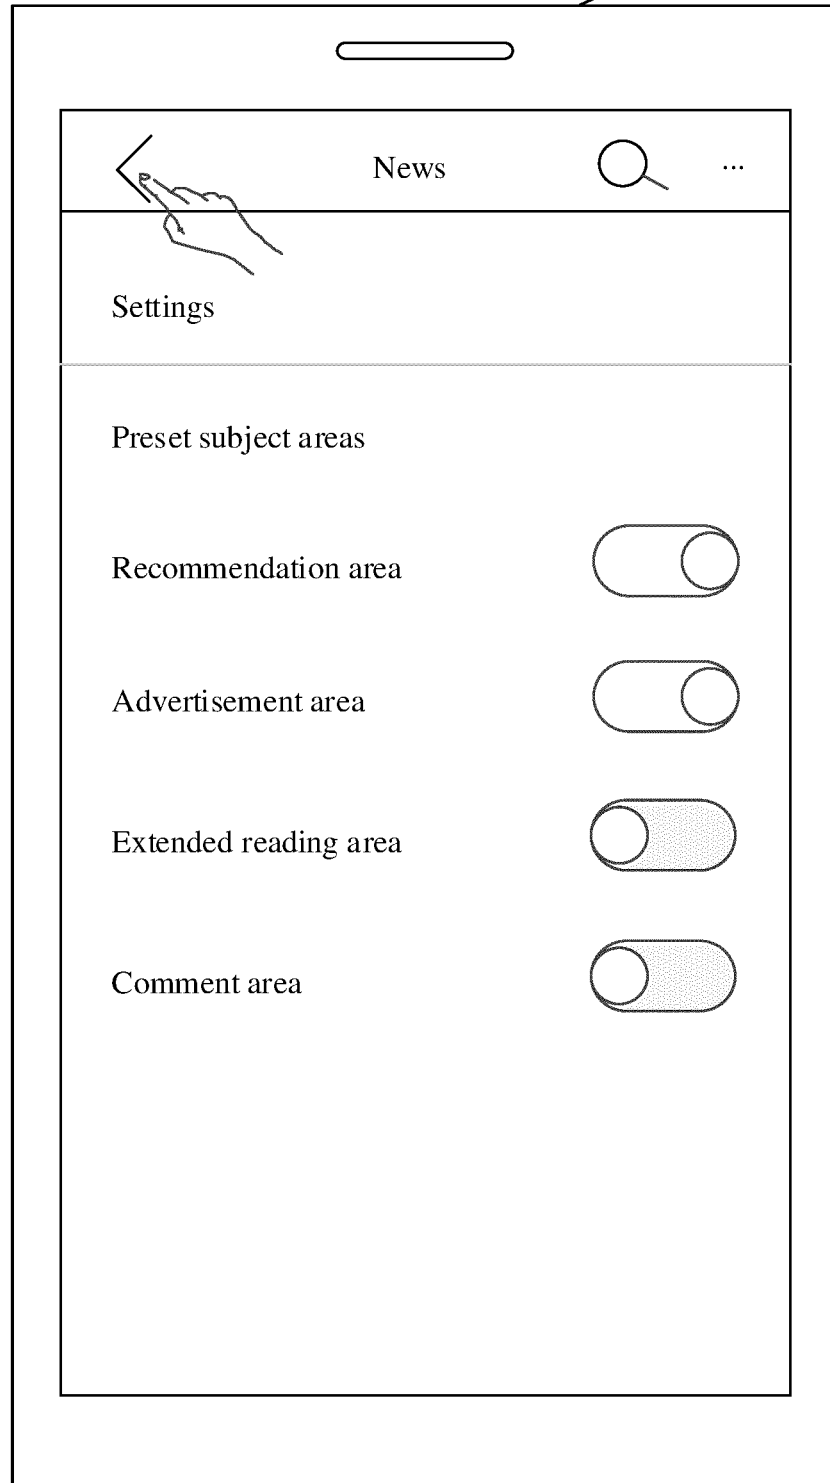 News ...
Settings
Preset subject areas
Recommendation area
Advertisement area
Extended reading area
Comment area